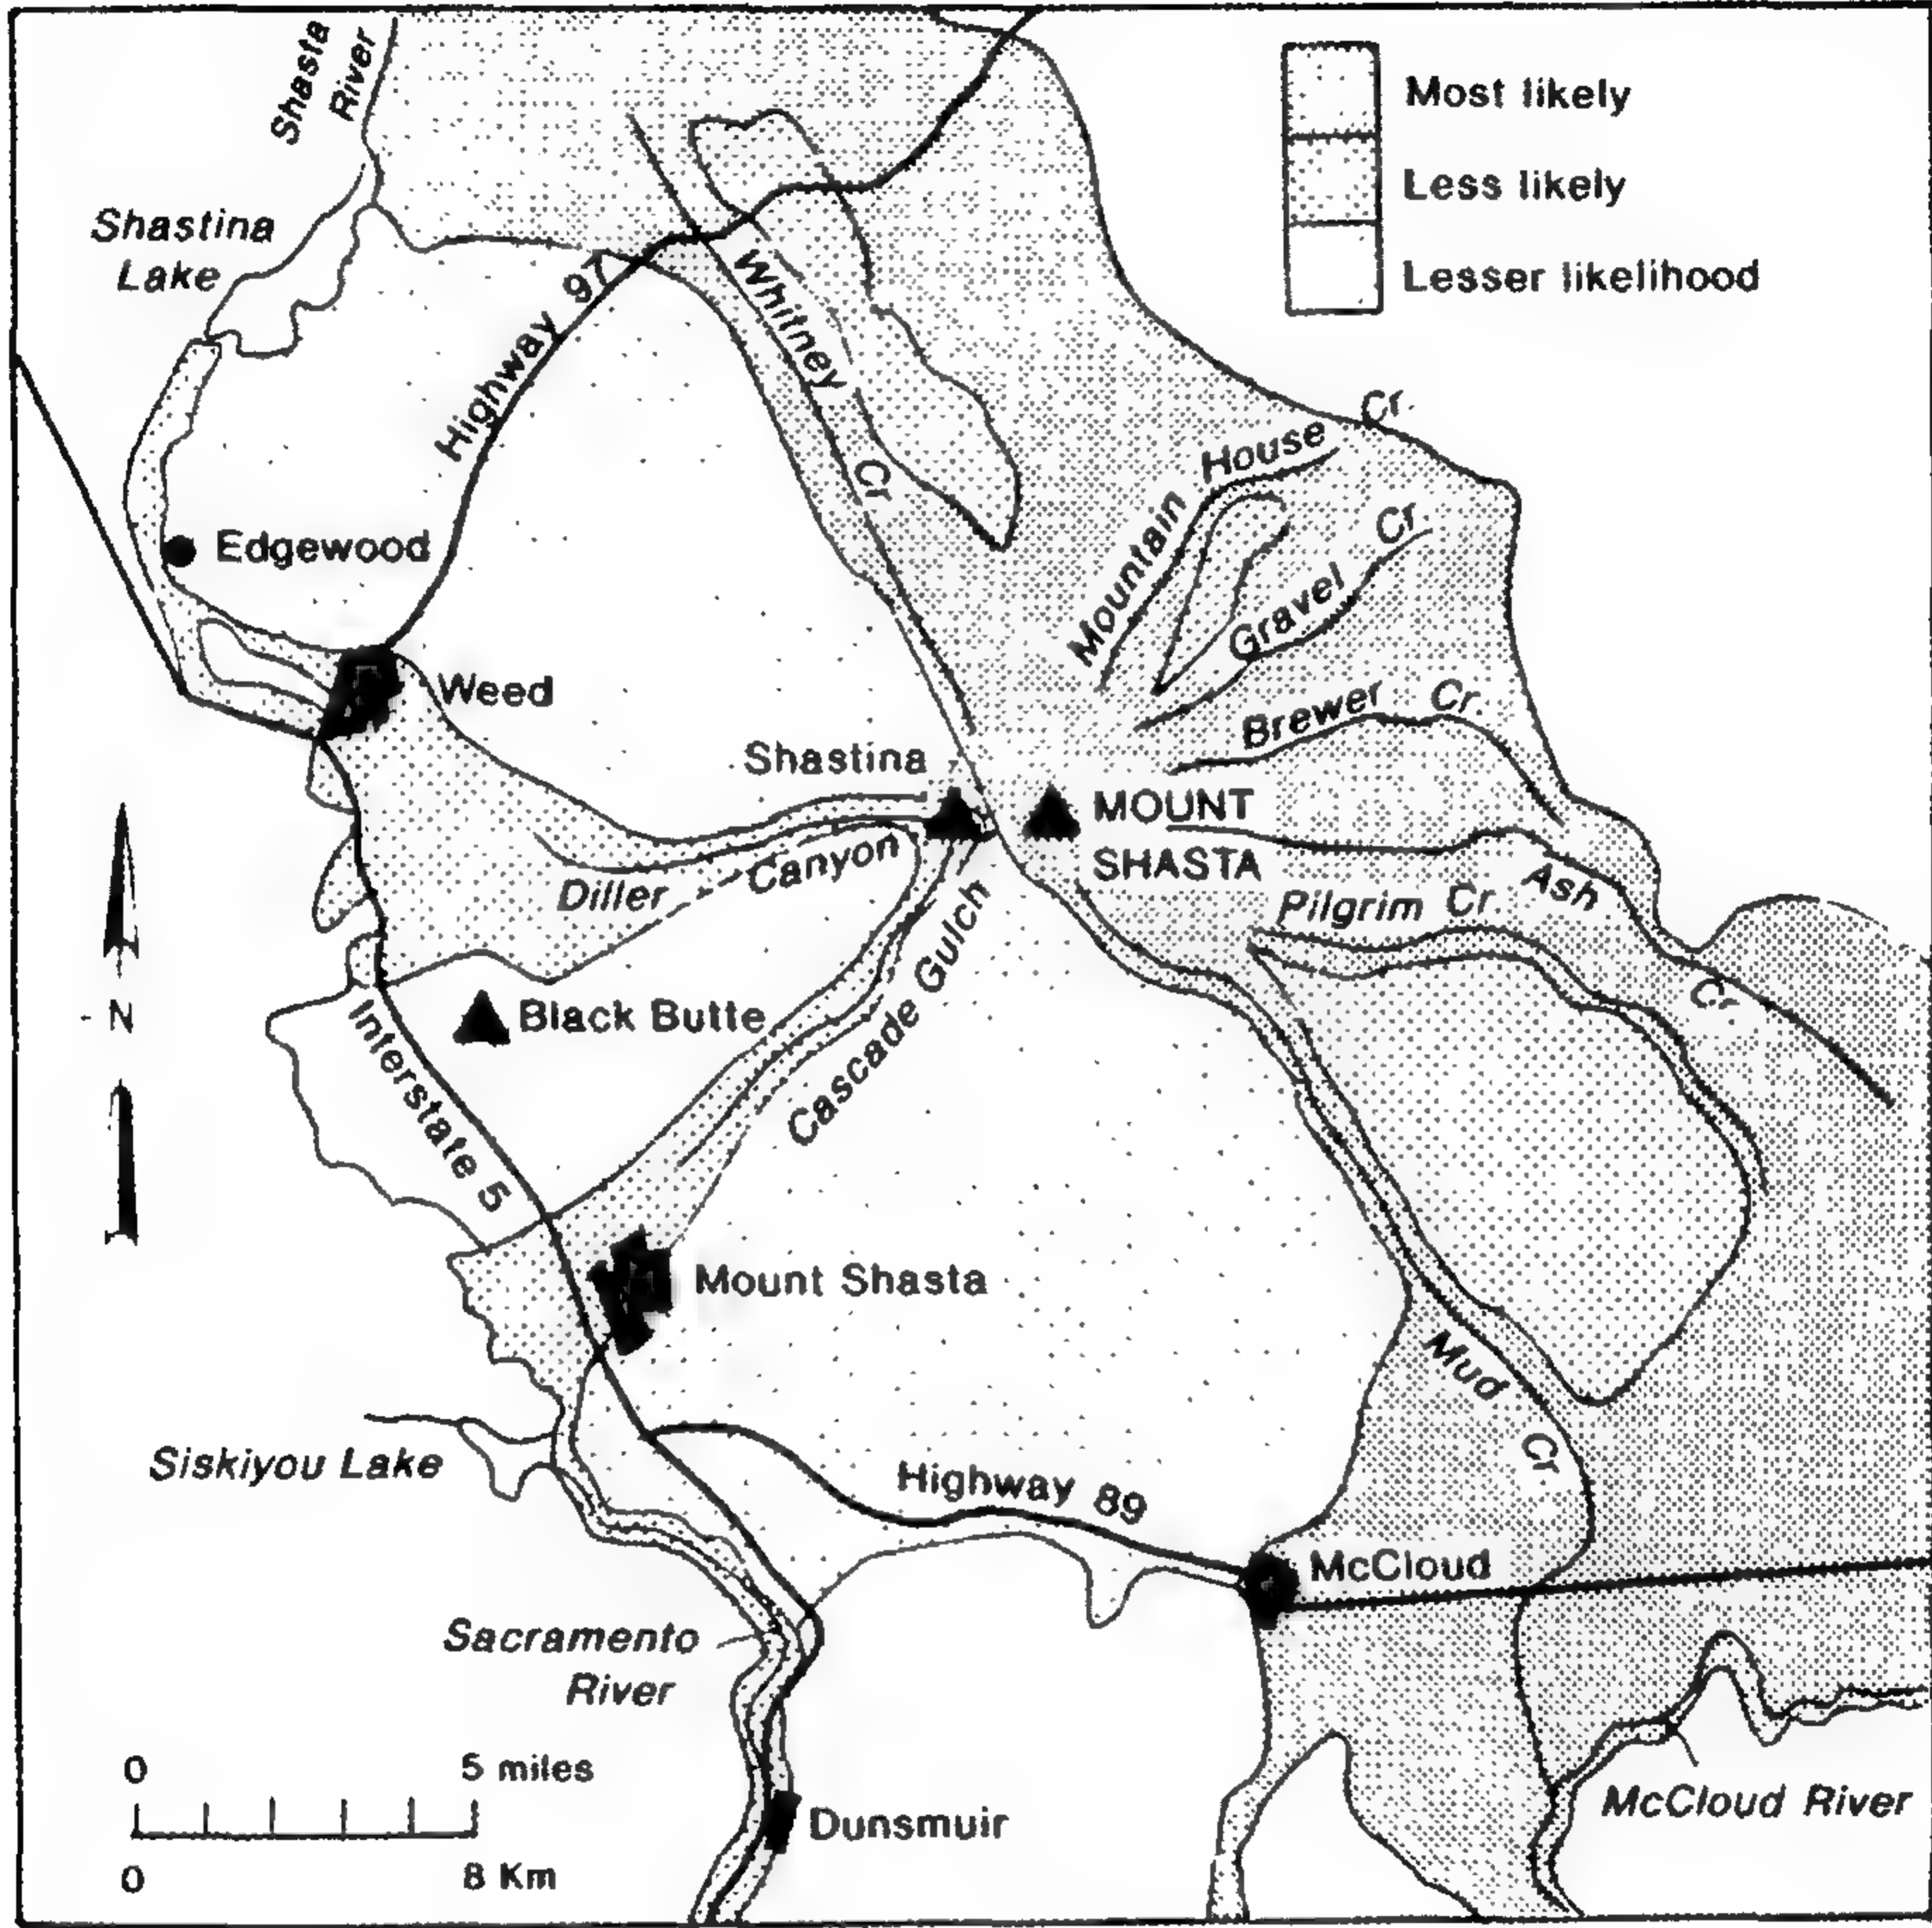 Shasta
River
Most likely
Less likely
Lesser likelihood
Shastina
Lake
Highway 97
Whitney Cr
Mountain House Cr.
Gravel Cr.
Edgewood
Weed
Brewer Cr.
Shastina
MOUNT
SHASTA
Diller Canyon
Ash Cr
Pilgrim Cr.
Cascade Gulch
N
Black Butte
Interstate 5
Mount Shasta
Mud Cr.
Siskiyou Lake
Highway 89
McCloud
Sacramento
River
0 5 miles
0 8 Km
Dunsmuir
McCloud River